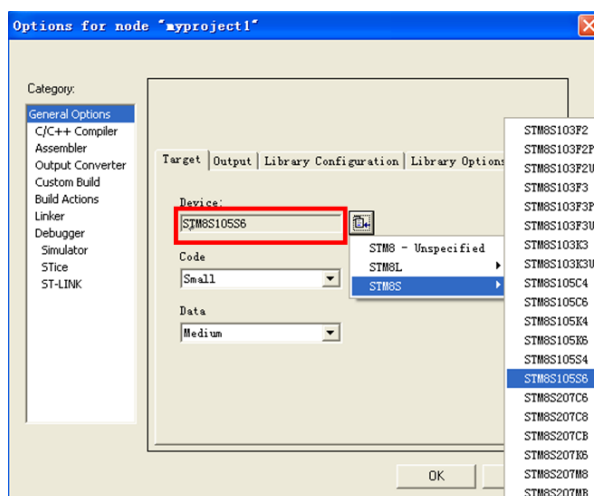 Options for node "myproject1"
Category:
General Options
C/C++ Compiler
Assembler
Output Converter
Custom Build
Build Actions
Linker
Debugger
Simulator
STice
ST-LINK
Target
Output
Library Configuration
Library Options
Device:
STM8S105S6
Code
Small
Data
Medium
STM8 - Unspecified
STM8L
STM8S
STM8S103F2
STM8S103F2P
STM8S103F2U
STM8S103F3
STM8S103F3P
STM8S103F3U
STM8S103K3
STM8S103K3U
STM8S105C4
STM8S105C6
STM8S105K4
STM8S105K6
STM8S105S4
STM8S105S6
STM8S207C6
STM8S207C8
STM8S207CB
STM8S207K6
STM8S207M8
STM8S207MB
OK